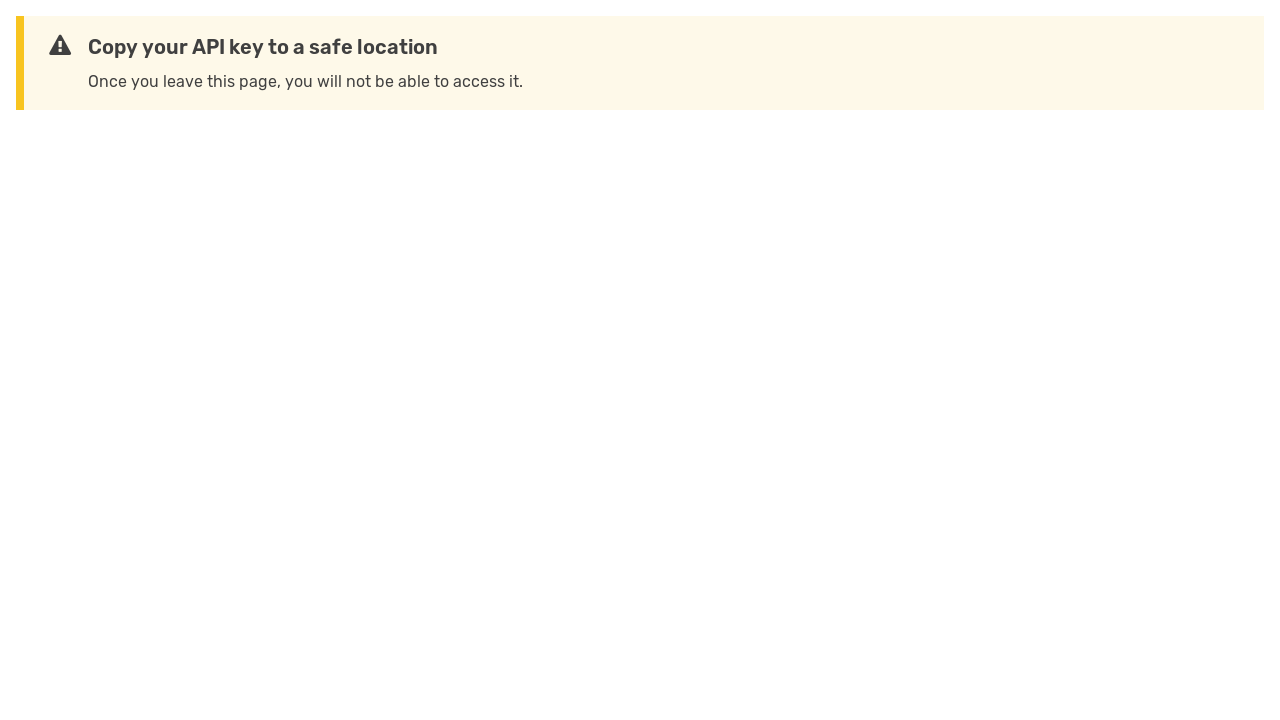 Copy your API key to a safe location
Once you leave this page, you will not be able to access it.